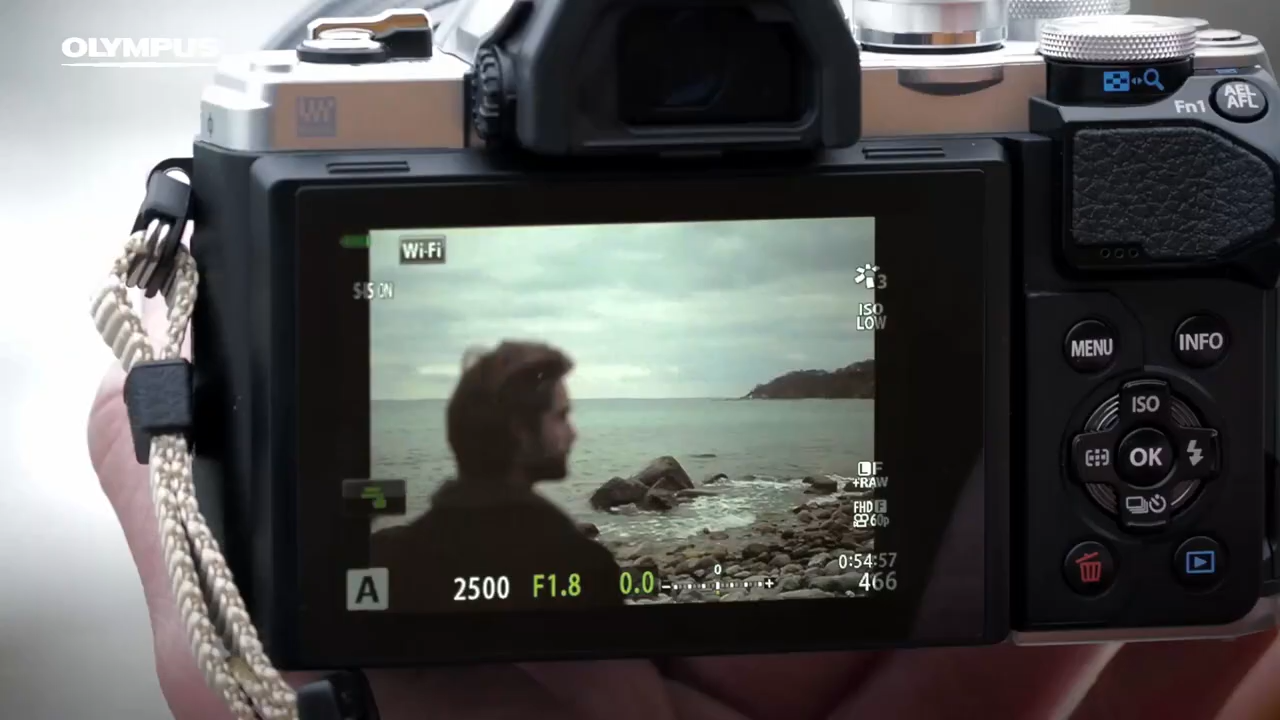 OLYMPUS
Fn1
AEL
AFL
Wi-Fi
S-IS ON
3
ISO
LOW
MENU
INFO
ISO
OK
LF
+RAW
FHD F
60p
0:54:57
A
2500
F1.8
0.0
0
466